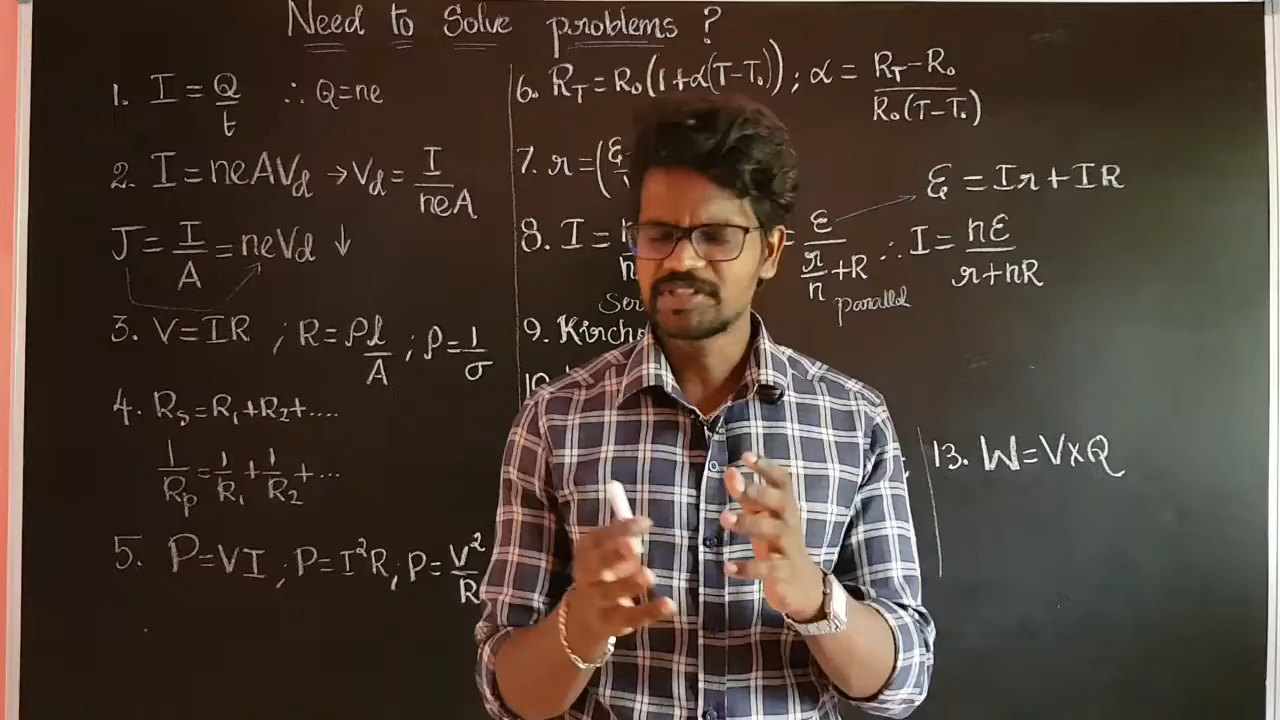 Need to Solve problems ?
1. I = Q/t ∴ Q=ne
2. I = neAVd → Vd = I/neA
J = I/A = neVd ↓
3. V=IR ; R=ρl/A ; ρ=1/σ
4. Rs=R1+R2+....
1/Rp=1/R1+1/R2+...
5. P=VI ; P=I²R, ; P=V²/R
6. RT = R0(1+α(T-T0)) ; α = RT-R0/R0(T-T0)
7. r=(ε/
ε = Ir+IR
8. I = n
= ε/(r/n+R) ∴ I = nε/r+nR
parallel
9.
10.
13. W=V×Q